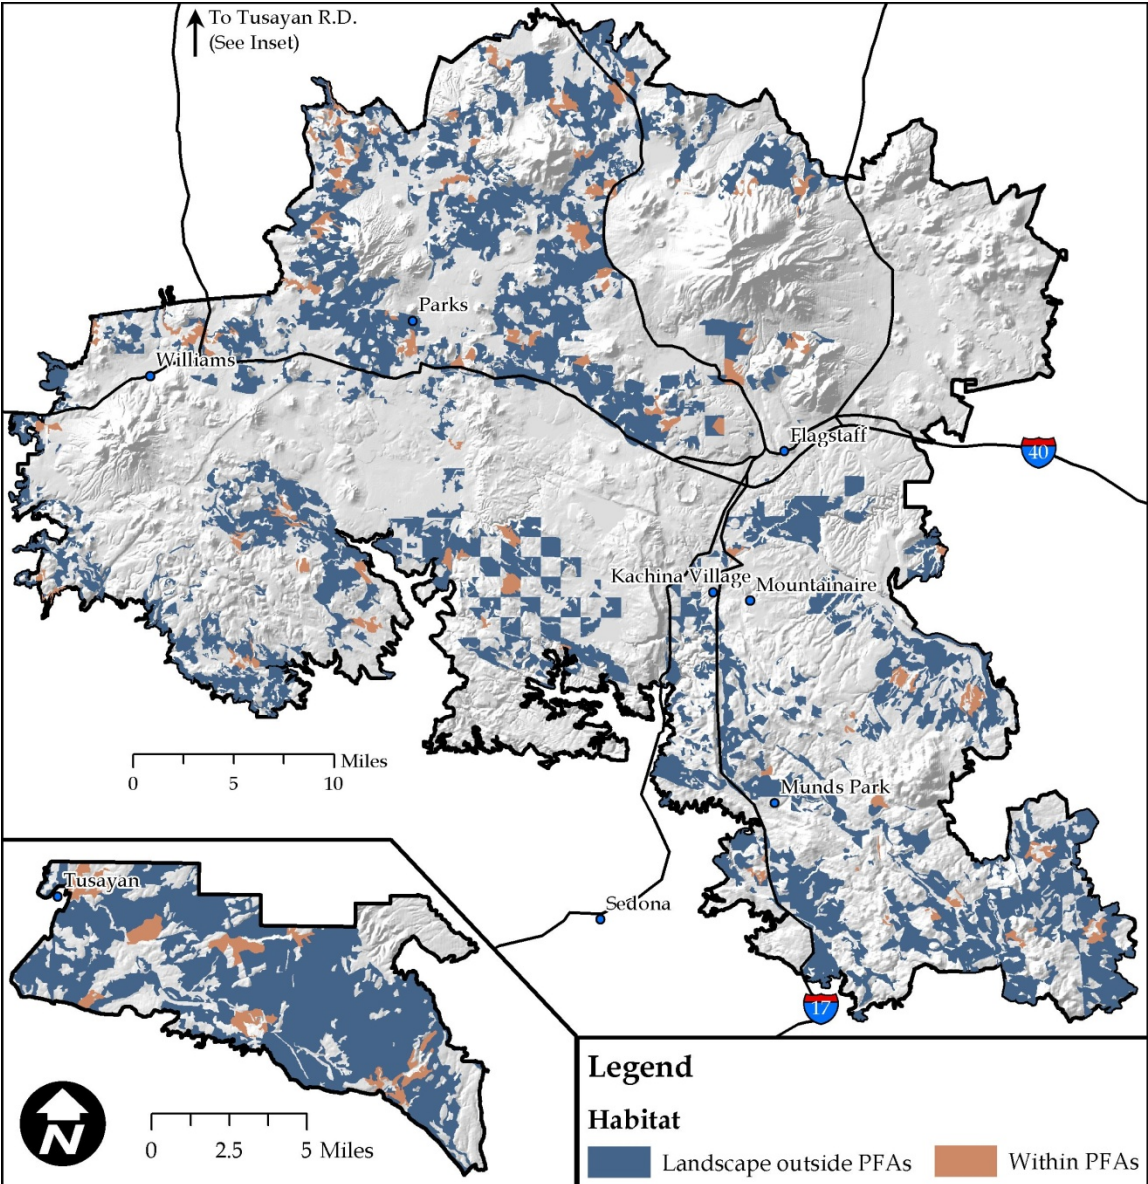 To Tusayan R.D.
(See Inset)
Parks
Williams
Flagstaff
40
Kachina Village
Mountainaire
Miles
0 5 10
Munds Park
Tusayan
Sedona
17
Legend
Habitat
N
0 2.5 5 Miles
Landscape outside PFAs
Within PFAs